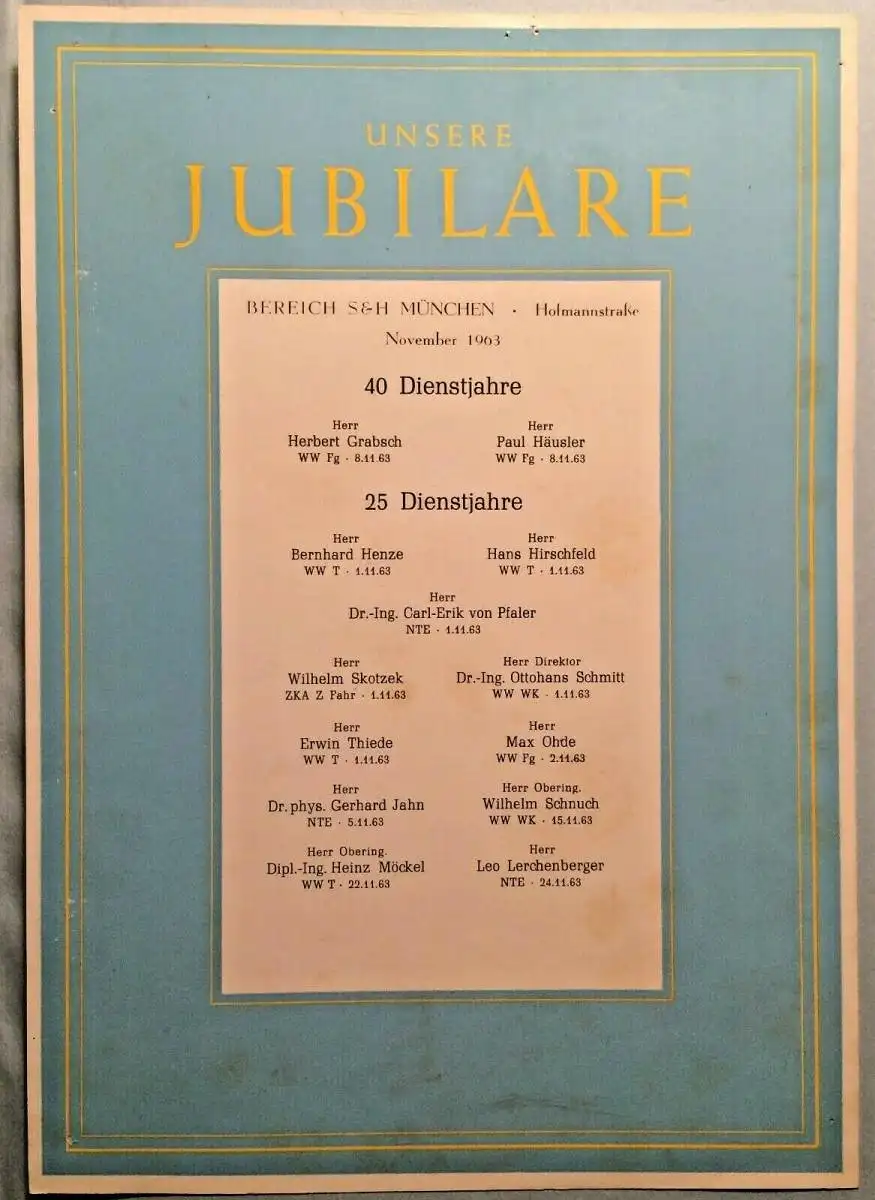 UNSERE
JUBILARE
BEREICH S&H MÜNCHEN · Hofmannstraße
November 1963
40 Dienstjahre
Herr
Herbert Grabsch
WW Fg · 8.11.63
Herr
Paul Häusler
WW Fg · 8.11.63
25 Dienstjahre
Herr
Bernhard Henze
WW T · 1.11.63
Herr
Hans Hirschfeld
WW T · 1.11.63
Herr
Dr.-Ing. Carl-Erik von Pfaler
NTE · 1.11.63
Herr
Wilhelm Skotzek
ZKA Z Fahr · 1.11.63
Herr Direktor
Dr.-Ing. Ottohans Schmitt
WW WK · 1.11.63
Herr
Erwin Thiede
WW T · 1.11.63
Herr
Max Ohde
WW Fg · 2.11.63
Herr
Dr. phys. Gerhard Jahn
NTE · 5.11.63
Herr Obering.
Wilhelm Schnuch
WW WK · 15.11.63
Herr Obering.
Dipl.-Ing. Heinz Möckel
WW T · 22.11.63
Herr
Leo Lerchenberger
NTE · 24.11.63